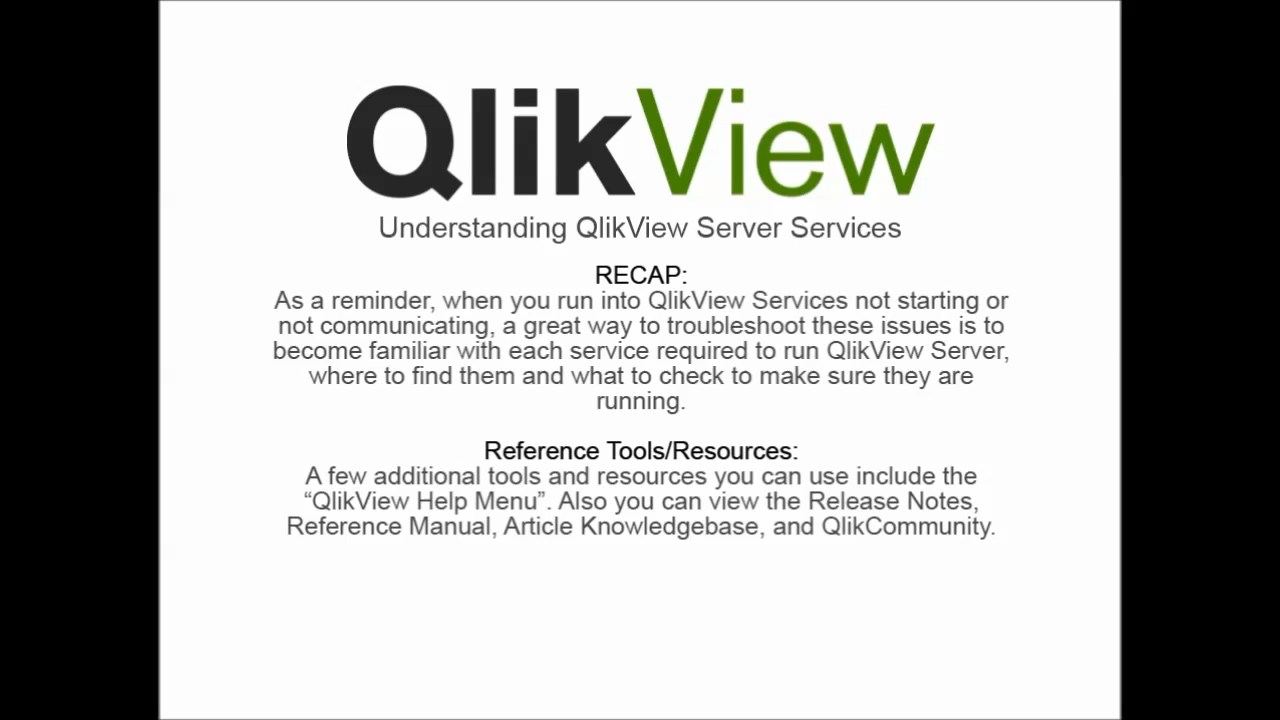 QlikView
Understanding QlikView Server Services
RECAP:
As a reminder, when you run into QlikView Services not starting or
not communicating, a great way to troubleshoot these issues is to
become familiar with each service required to run QlikView Server,
where to find them and what to check to make sure they are
running.
Reference Tools/Resources:
A few additional tools and resources you can use include the
“QlikView Help Menu”. Also you can view the Release Notes,
Reference Manual, Article Knowledgebase, and QlikCommunity.